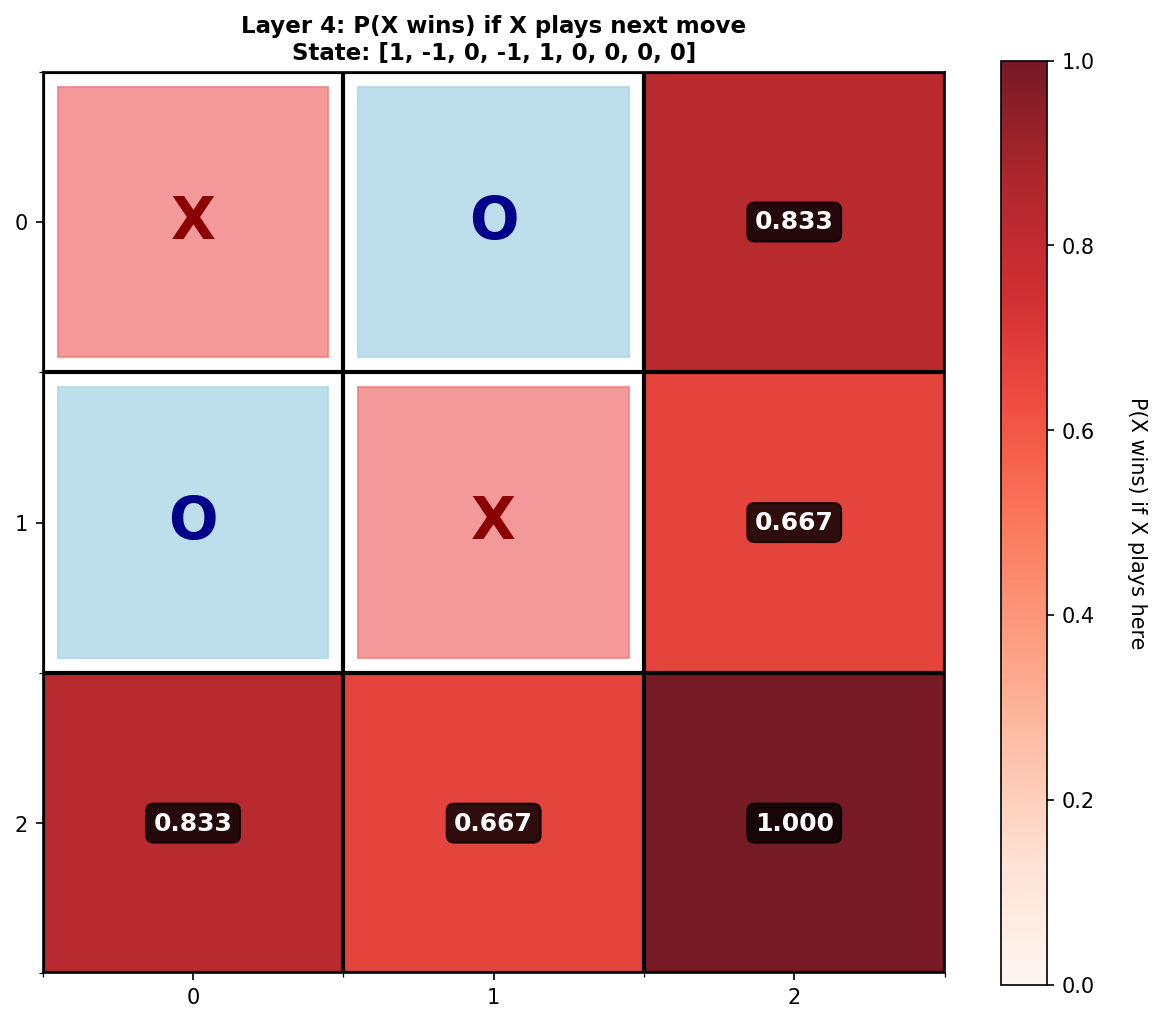 Layer 4: P(X wins) if X plays next move
State: [1, -1, 0, -1, 1, 0, 0, 0, 0]
0
X
O
0.833
1
O
X
0.667
2
0.833
0.667
1.000
0
1
2
1.0
0.8
0.6
0.4
0.2
0.0
P(X wins) if X plays here